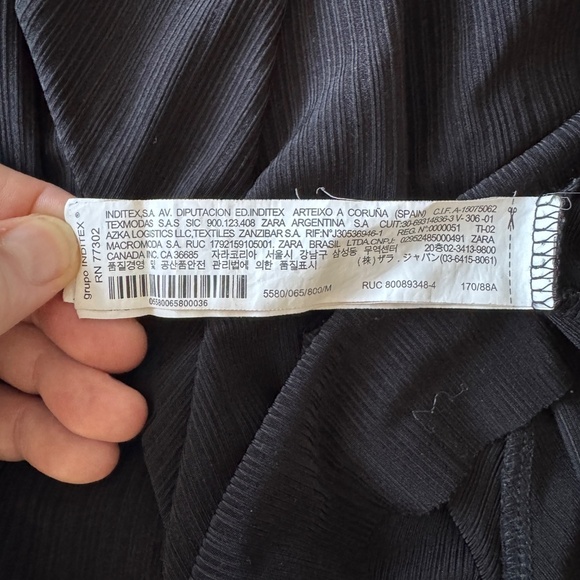 grupo INDITEX®
RN 77302
INDITEX,S.A. AV. DIPUTACION ED.INDITEX ARTEIXO A CORUÑA (SPAIN) C.I.F. A-15075062
TEXMODAS S.A.S SIC 900.123.408 ZARA ARGENTINA S.A CUIT:30-69314836-3 V- 306 -01
AZKA LOGISTICS LLC,TEXTILES ZANZIBAR S.A. RIF.Nº:J30536948-1 REG. Nº:0000051 TI-02
MACROMODA S.A. RUC 1792159105001. ZARA BRASIL LTDA.CNPJ: 02952485000491 ZARA
CANADA INC. CA 36685 자라코리아 서울시 강남구 삼성동 무역센터 20층02-3413-9800
품질경영 및 공산품안전 관리법에 의한 품질표시 (株) ザラ . ジャパン(03-6415-8061)
05580065800036
5580/065/800/M
RUC 80089348-4
170/88A